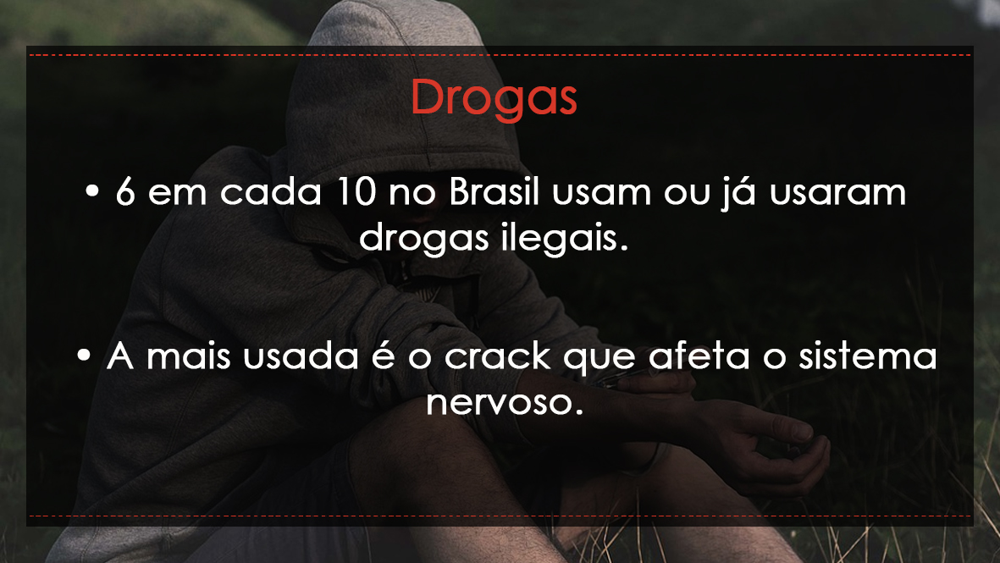 Drogas
• 6 em cada 10 no Brasil usam ou já usaram
drogas ilegais.
• A mais usada é o crack que afeta o sistema
nervoso.